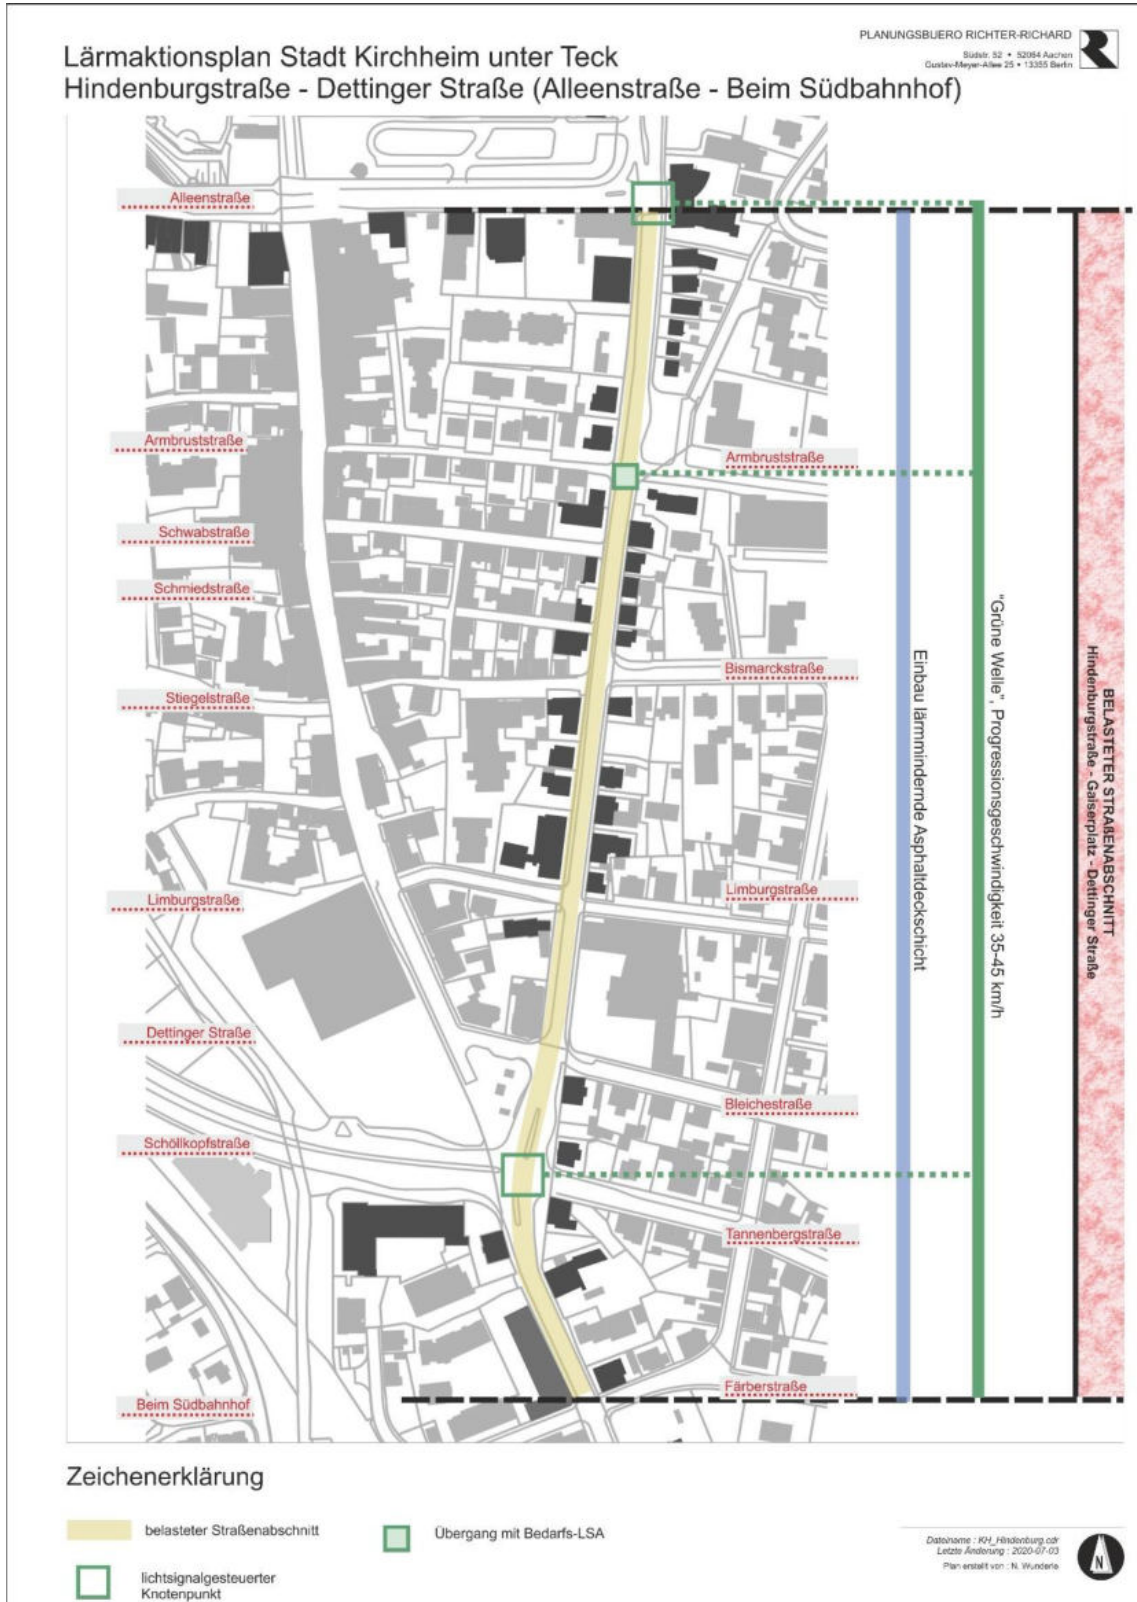 PLANUNGSBUERO RICHTER-RICHARD
Südstr. 52 • 52064 Aachen
Gustav-Meyer-Allee 25 • 13355 Berlin
Lärmaktionsplan Stadt Kirchheim unter Teck
Hindenburgstraße - Dettinger Straße (Alleenstraße - Beim Südbahnhof)
Alleenstraße
Armbruststraße
Armbruststraße
Schwabstraße
Schmiedstraße
Bismarckstraße
Stiegelstraße
Limburgstraße
Limburgstraße
Dettinger Straße
Bleichestraße
Schöllkopfstraße
Tannenbergstraße
Färberstraße
Beim Südbahnhof
Einbau lärmmindernde Asphaltdeckschicht
"Grüne Welle", Progressionsgeschwindigkeit 35-45 km/h
BELASTETER STRAßENABSCHNITT
Hindenburgstraße - Gaiserplatz - Dettinger Straße
Zeichenerklärung
belasteter Straßenabschnitt
Übergang mit Bedarfs-LSA
lichtsignalgesteuerter
Knotenpunkt
Dateiname : KH_Hindenburg.cdr
Letzte Änderung : 2020-07-03
Plan erstellt von : N. Wunderle
N